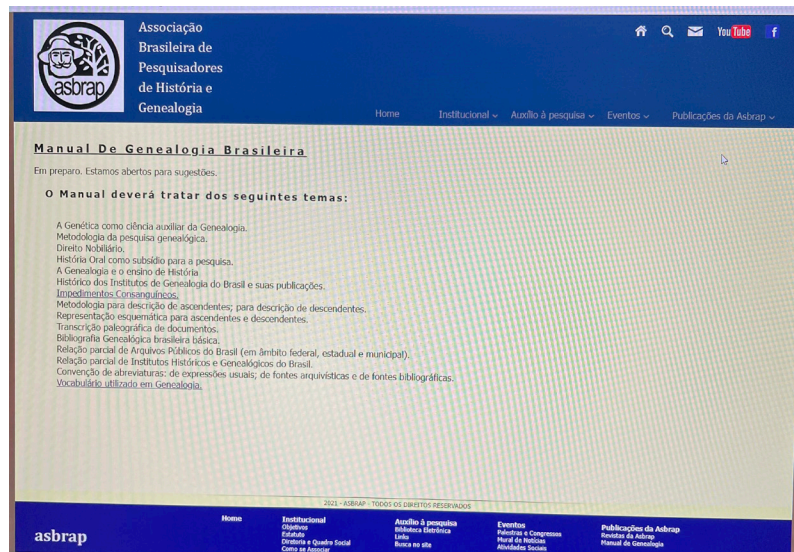 asbrap
Associação
Brasileira de
Pesquisadores
de História e
Genealogia
You Tube
f
Home Institucional Auxílio à pesquisa Eventos Publicações da Asbrap
Manual De Genealogia Brasileira
Em preparo. Estamos abertos para sugestões.
O Manual deverá tratar dos seguintes temas:
A Genética como ciência auxiliar da Genealogia.
Metodologia da pesquisa genealógica.
Direito Nobiliário.
História Oral como subsídio para a pesquisa.
A Genealogia e o ensino de História
Histórico dos Institutos de Genealogia do Brasil e suas publicações.
Impedimentos Consanguíneos.
Metodologia para descrição de ascendentes; para descrição de descendentes.
Representação esquemática para ascendentes e descendentes.
Transcrição paleográfica de documentos.
Bibliografia Genealógica brasileira básica.
Relação parcial de Arquivos Públicos do Brasil (em âmbito federal, estadual e municipal).
Relação parcial de Institutos Históricos e Genealógicos do Brasil.
Convenção de abreviaturas: de expressões usuais; de fontes arquivísticas e de fontes bibliográficas.
Vocabulário utilizado em Genealogia.
2021 - ASBRAP - TODOS OS DIREITOS RESERVADOS
asbrap
Home
Institucional
Objetivos
Estatuto
Diretoria e Quadro Social
Como se Associar
Auxílio à pesquisa
Biblioteca Eletrônica
Links
Busca no site
Eventos
Palestras e Congressos
Mural de Notícias
Atividades Sociais
Publicações da Asbrap
Revistas da Asbrap
Manual de Genealogia